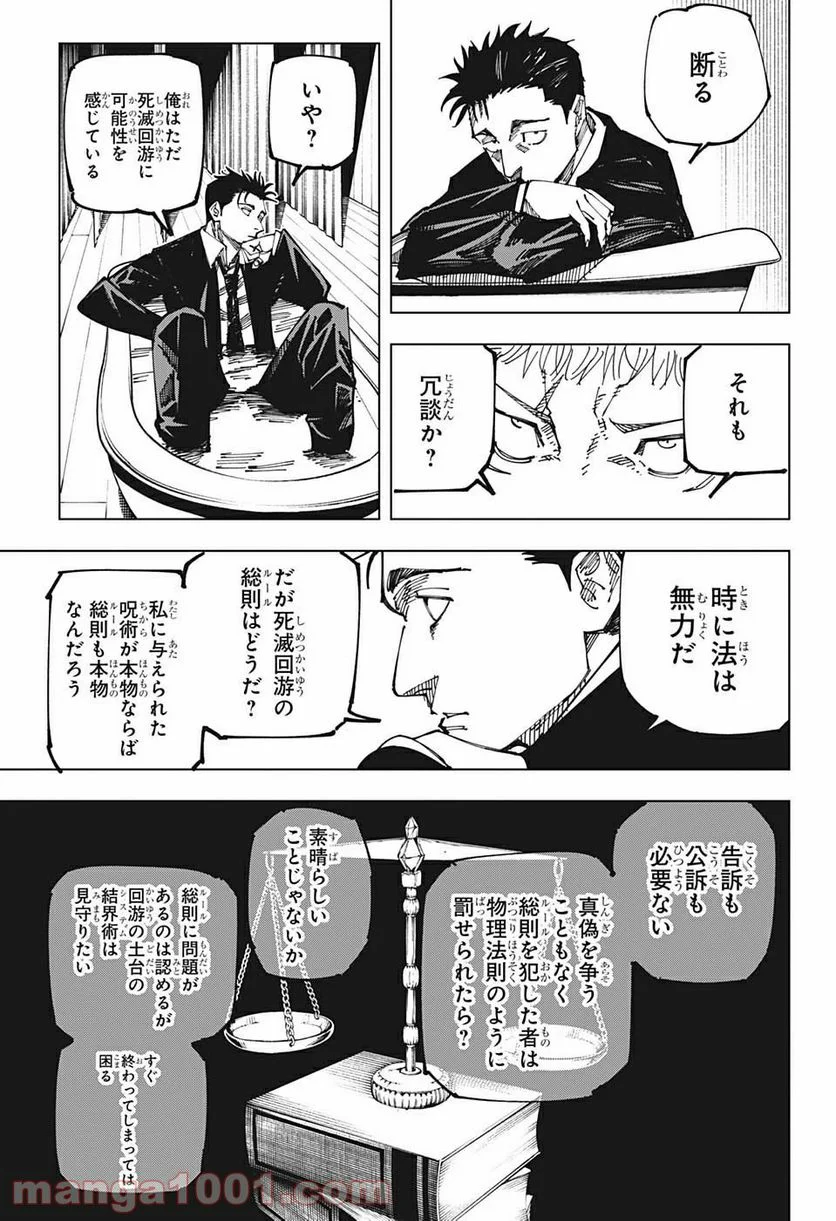 断る
それも
冗談か？
いや？
俺はただ
死滅回游に
可能性を
感じている
時に法は
無力だ
だが死滅回游の
総則はどうだ？
私に与えられた
呪術が本物ならば
総則も本物
なんだろう
告訴も
公訴も
必要ない
真偽を争う
こともなく
総則を犯した者は
物理法則のように
罰せられたら？
素晴らしい
ことじゃないか
総則に問題が
あるのは認めるが
回游の土台の
結界術は
見守りたい
すぐ
終わってしまっては
困る
manga1001.com